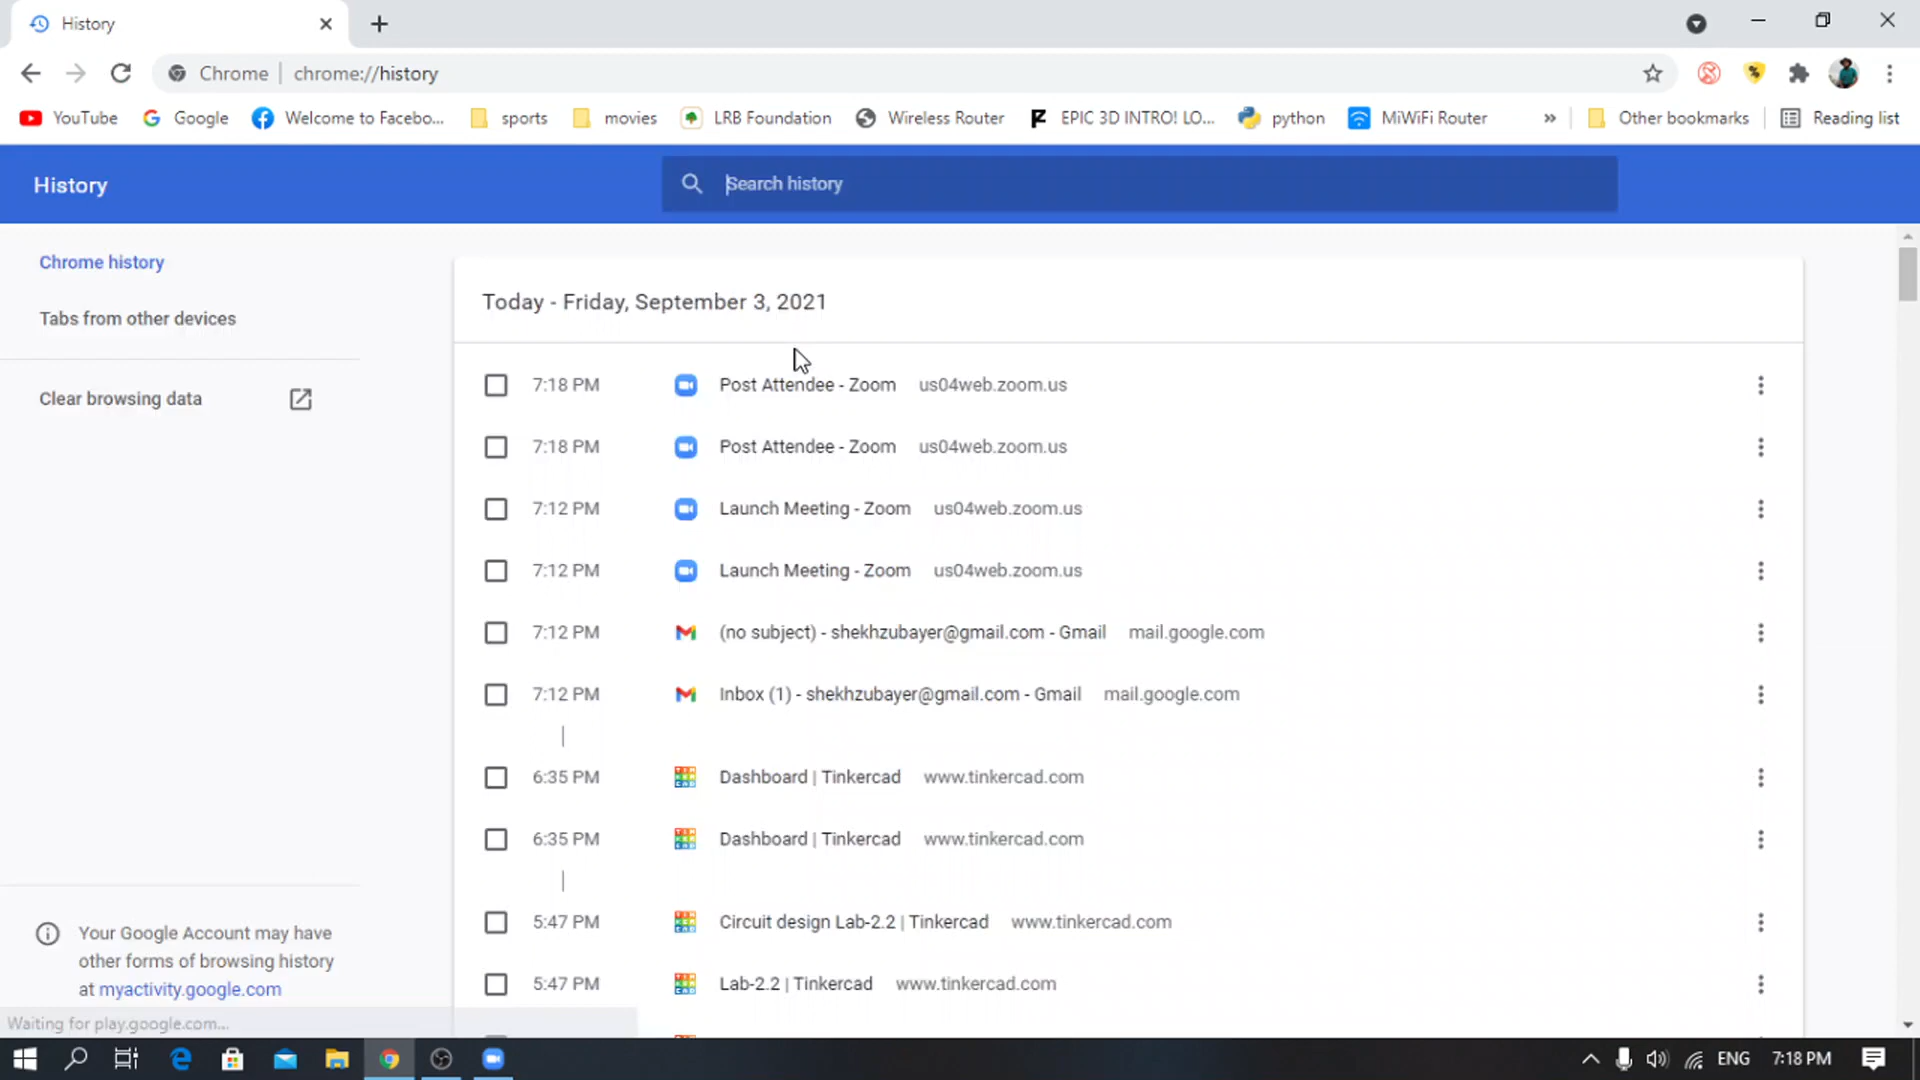 History
Chrome chrome://history
YouTube Google Welcome to Facebo... sports movies LRB Foundation Wireless Router EPIC 3D INTRO! LO... python MiWiFi Router » Other bookmarks Reading list
History Search history
Chrome history
Tabs from other devices
Clear browsing data
Today - Friday, September 3, 2021
7:18 PM Post Attendee - Zoom us04web.zoom.us
7:18 PM Post Attendee - Zoom us04web.zoom.us
7:12 PM Launch Meeting - Zoom us04web.zoom.us
7:12 PM Launch Meeting - Zoom us04web.zoom.us
7:12 PM (no subject) - shekhzubayer@gmail.com - Gmail mail.google.com
7:12 PM Inbox (1) - shekhzubayer@gmail.com - Gmail mail.google.com
6:35 PM Dashboard | Tinkercad www.tinkercad.com
6:35 PM Dashboard | Tinkercad www.tinkercad.com
5:47 PM Circuit design Lab-2.2 | Tinkercad www.tinkercad.com
5:47 PM Lab-2.2 | Tinkercad www.tinkercad.com
Your Google Account may have
other forms of browsing history
at myactivity.google.com
Waiting for play.google.com...
ENG 7:18 PM